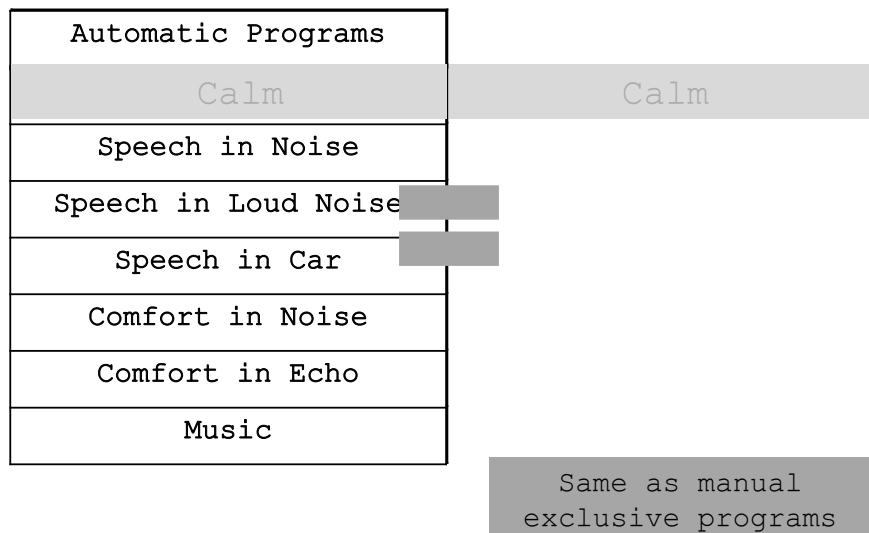 Automatic Programs
Calm Calm
Speech in Noise
Speech in Loud Noise
Speech in Car
Comfort in Noise
Comfort in Echo
Music
Same as manual
exclusive programs